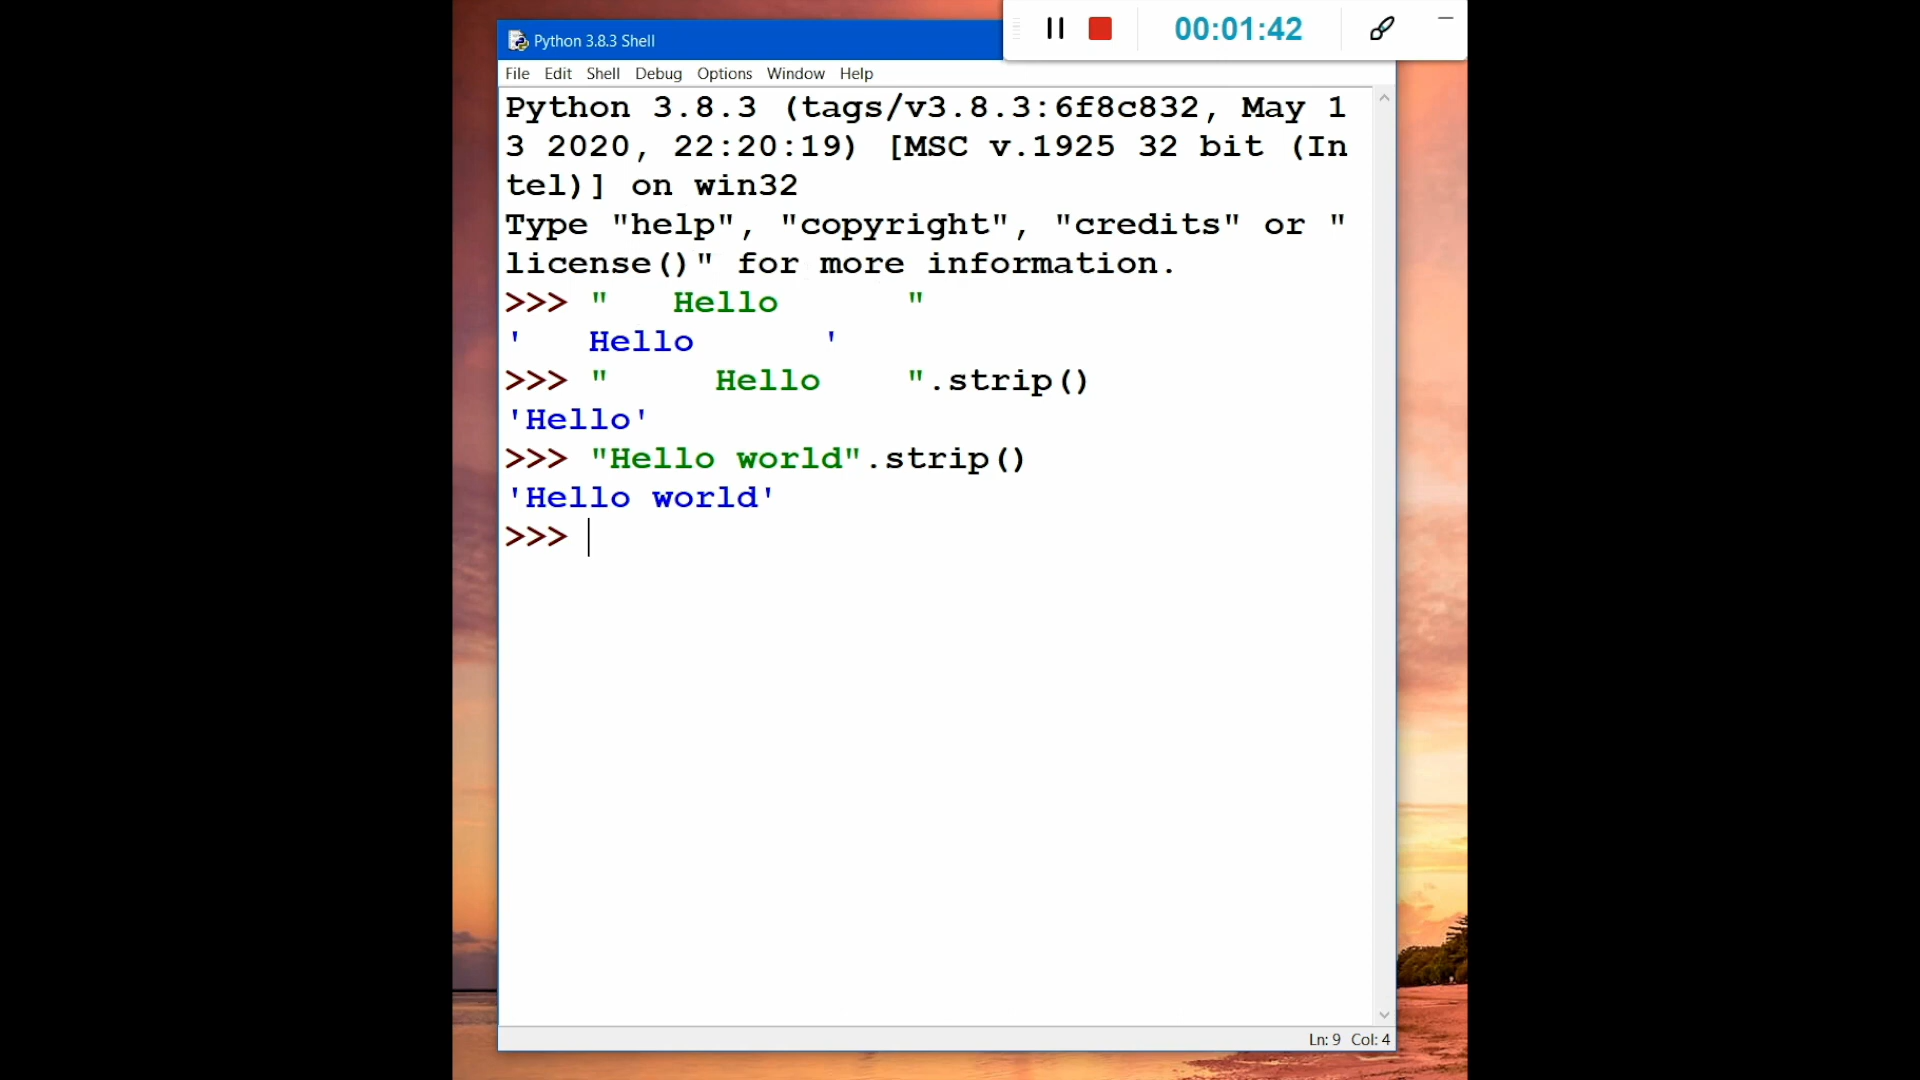 00:01:42
Python 3.8.3 Shell
File Edit Shell Debug Options Window Help
Python 3.8.3 (tags/v3.8.3:6f8c832, May 1
3 2020, 22:20:19) [MSC v.1925 32 bit (In
tel)] on win32
Type "help", "copyright", "credits" or "
license()" for more information.
>>> "   Hello      "
'   Hello      '
>>> "     Hello    ".strip()
'Hello'
>>> "Hello world".strip()
'Hello world'
>>>
Ln: 9 Col: 4